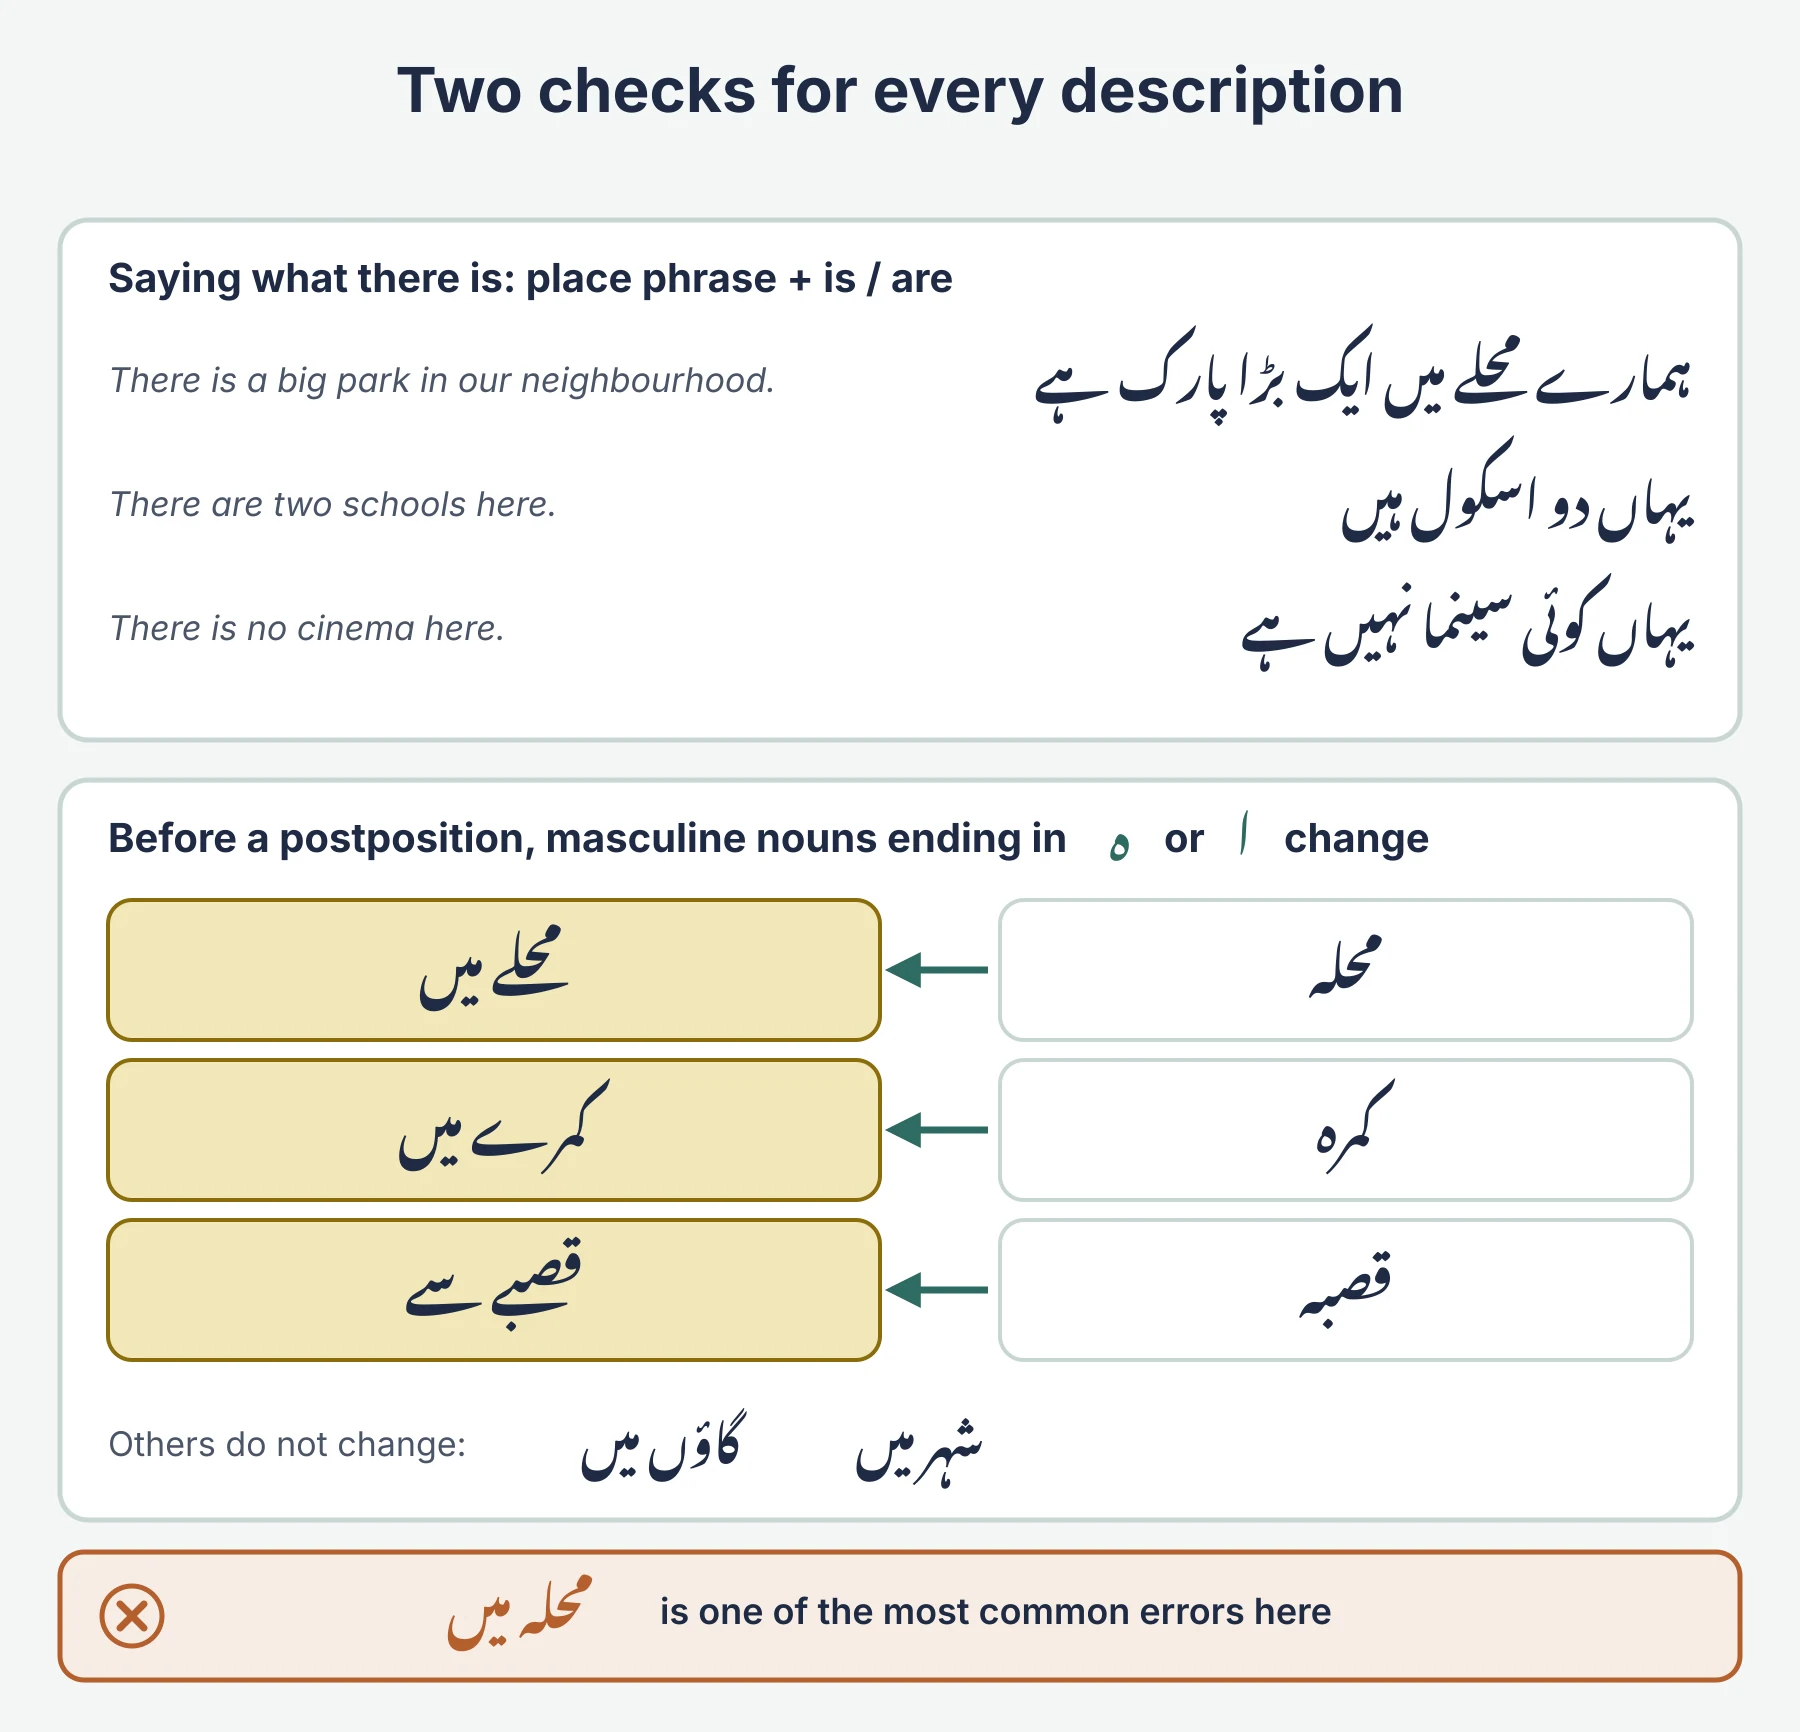 Two checks for every description
Saying what there is: place phrase + is / are
There is a big park in our neighbourhood.
ہمارے محلے میں ایک بڑا پارک ہے
There are two schools here.
یہاں دو اسکول ہیں
There is no cinema here.
یہاں کوئی سینما نہیں ہے
Before a postposition, masculine nouns ending in ہ or ا change
محلہ
محلے میں
کمرہ
کمرے میں
قصبہ
قصبے سے
Others do not change: گاؤں میں شہر میں
محلہ میں is one of the most common errors here